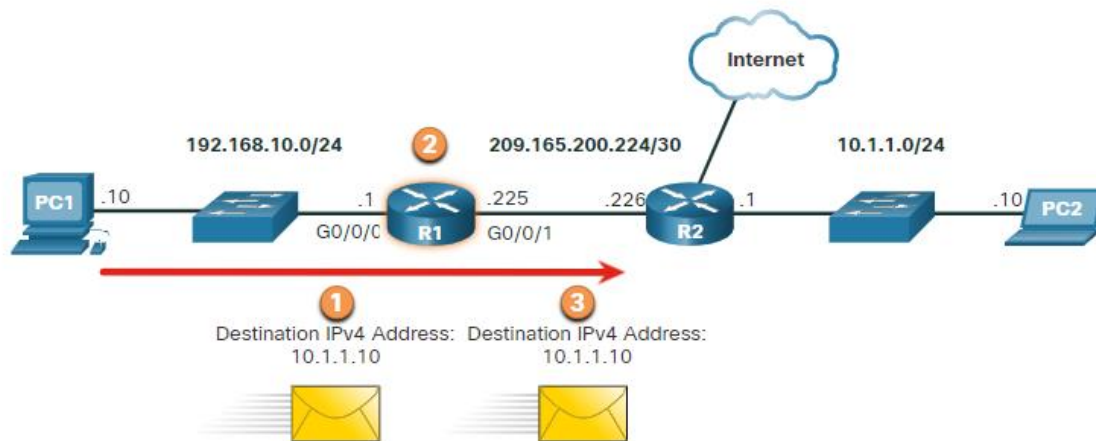 Internet
192.168.10.0/24
2
209.165.200.224/30
10.1.1.0/24
PC1
.10
.1
G0/0/0
R1
.225
G0/0/1
.226
R2
.1
.10
PC2
1
3
Destination IPv4 Address:
10.1.1.10
Destination IPv4 Address:
10.1.1.10